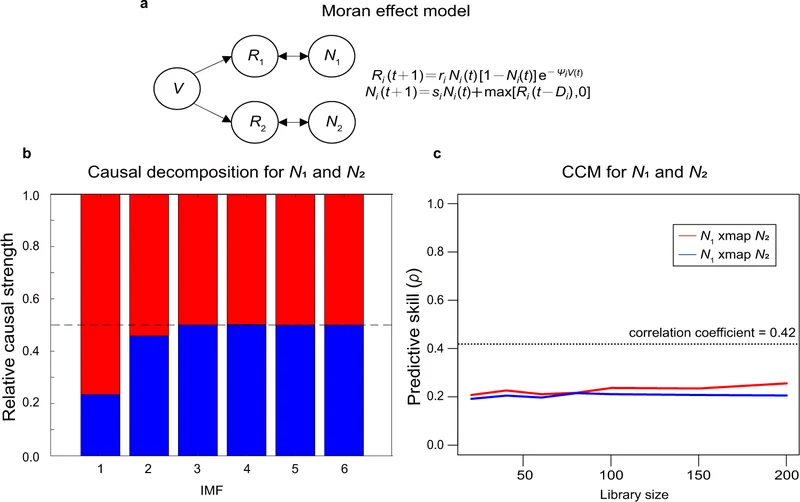 a
Moran effect model
V
R1
N1
R2
N2
Ri(t+1)=riNi(t)[1−Ni(t)]e−ΨiV(t)
Ni(t+1)=siNi(t)+max[Ri(t−Di),0]
b
Causal decomposition for N1 and N2
Relative causal strength
1.0
0.8
0.6
0.4
0.2
0.0
1 2 3 4 5 6
IMF
c
CCM for N1 and N2
Predictive skill (ρ)
1.0
0.8
0.6
0.4
0.2
0.0
N1 xmap N2
N1 xmap N2
correlation coefficient = 0.42
50 100 150 200
Library size